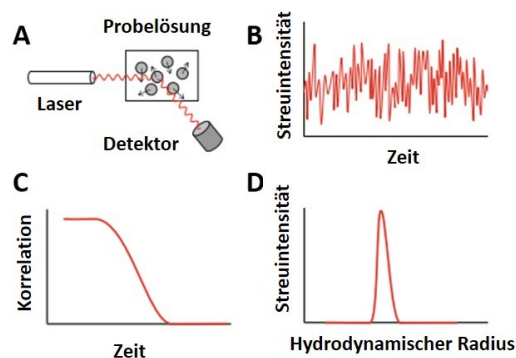 A
Probelösung
Laser
Detektor
B
Streuintensität
Zeit
C
Korrelation
Zeit
D
Streuintensität
Hydrodynamischer Radius